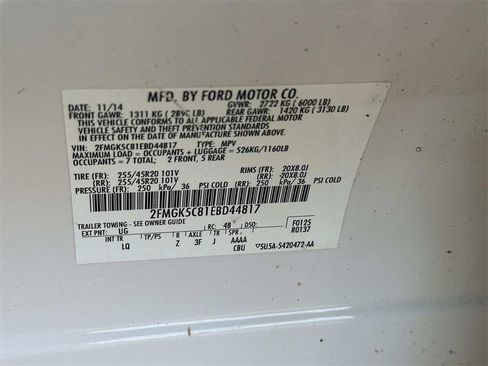 MFD. BY FORD MOTOR CO.
DATE: 11/14 GVWR: 2722 KG ( 6000 LB)
FRONT GAWR: 1311 KG ( 2890 LB) REAR GAWR: 1420 KG ( 3130 LB)
THIS VEHICLE CONFORMS TO ALL APPLICABLE FEDERAL MOTOR
VEHICLE SAFETY AND THEFT PREVENTION STANDARDS IN
EFFECT ON THE DATE OF MANUFACTURE SHOWN ABOVE.
VIN: 2FMGK5C81EBD44817 TYPE: MPV
MAXIMUM LOAD = OCCUPANTS + LUGGAGE = 526KG/1160LB
OCCUPANTS = 7 TOTAL; 2 FRONT, 5 REAR
TIRE (FR): 255/45R20 101V RIMS (FR): 20X8.0J
(RR): 255/45R20 101V (RR): 20X8.0J
PRESSURE (FR): 250 kPa/ 36 PSI COLD (RR): 250 kPa/ 36 PSI COLD
2FMGK5C81EBD44817
TRAILER TOWING - SEE OWNER GUIDE
EXT PNT: UG RC: 48 DSO: F0125
R0137
INT TR TP/PS R AXLE TR SPR AAAA
LQ Z 3F J CBU 5U5A-5420472-AA